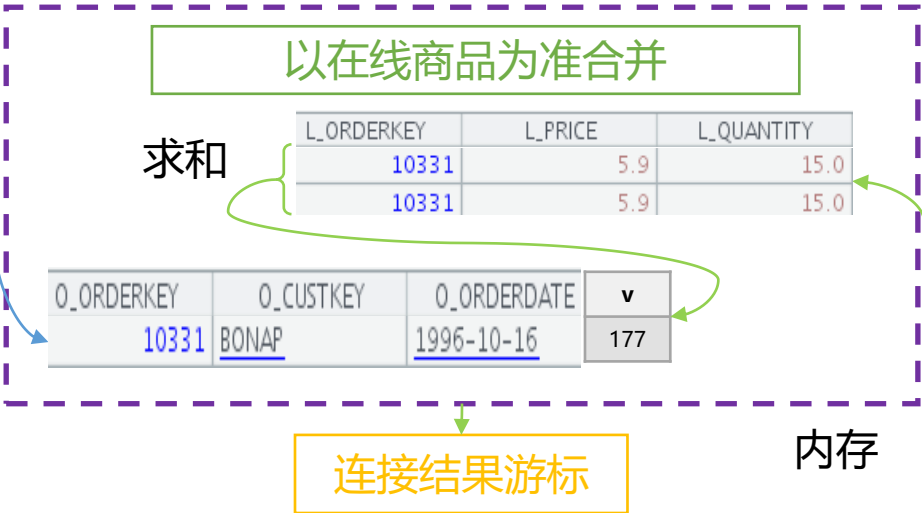 以在线商品为准合并
求和
L_ORDERKEY L_PRICE L_QUANTITY
10331 5.9 15.0
10331 5.9 15.0
O_ORDERKEY O_CUSTKEY O_ORDERDATE v
10331 BONAP 1996-10-16 177
内存
连接结果游标